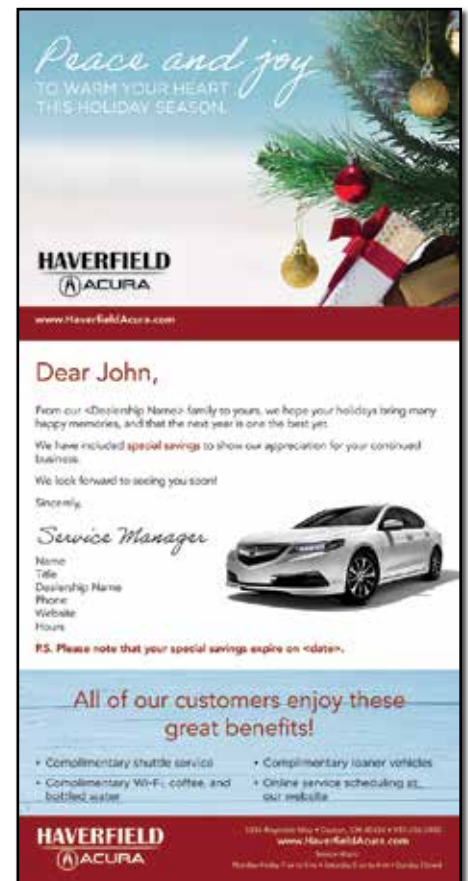 Peace and joy
TO WARM YOUR HEART
THIS HOLIDAY SEASON.
HAVERFIELD
ACURA
www.HaverfieldAcura.com
Dear John,
From our <Dealership Name> family to yours, we hope your holidays bring many
happy memories, and that the next year is one the best yet.
We have included special savings to show our appreciation for your continued
business.
We look forward to seeing you soon!
Sincerely,
Service Manager
Name
Title
Dealership Name
Phone
Website
Hours
P.S. Please note that your special savings expire on <date>.
All of our customers enjoy these
great benefits!
• Complimentary shuttle service
• Complimentary Wi-Fi, coffee, and
bottled water
• Complimentary loaner vehicles
• Online service scheduling at
our website
HAVERFIELD
ACURA
www.HaverfieldAcura.com